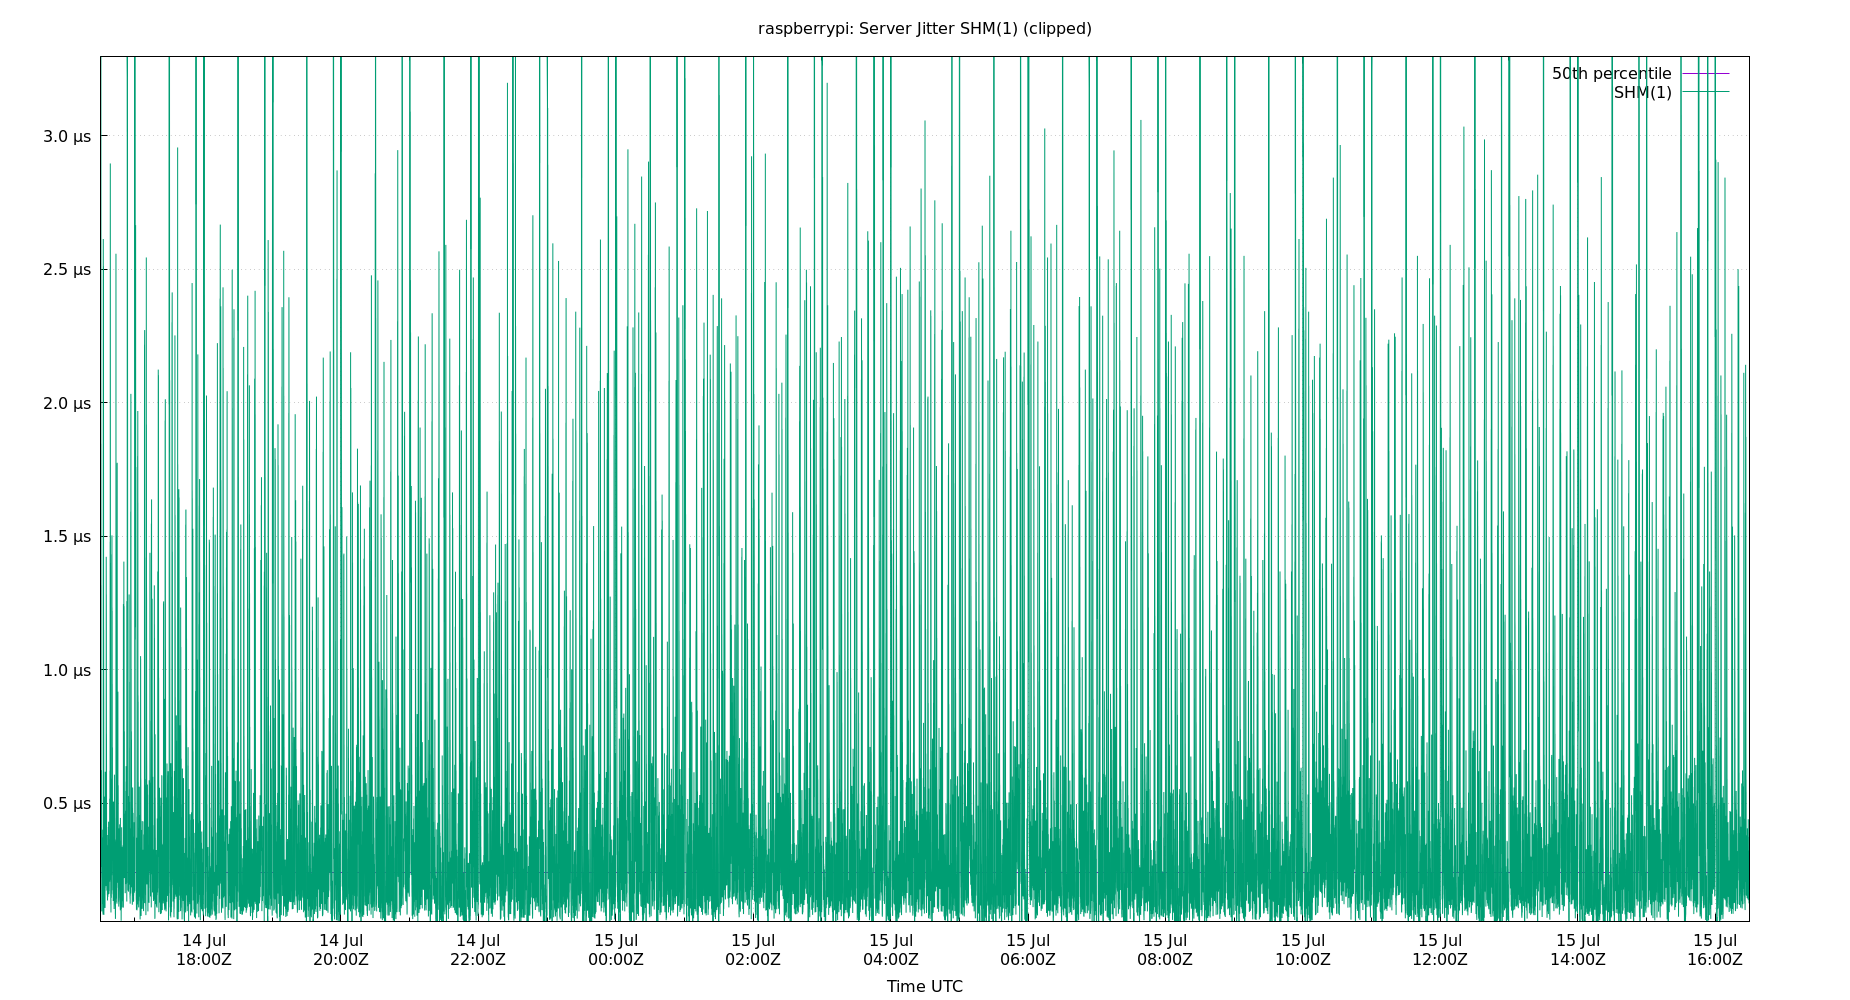 raspberrypi: Server Jitter SHM(1) (clipped)
50th percentile
SHM(1)
3.0 µs
2.5 µs
2.0 µs
1.5 µs
1.0 µs
0.5 µs
14 Jul 14 Jul 14 Jul 15 Jul 15 Jul 15 Jul 15 Jul 15 Jul 15 Jul 15 Jul 15 Jul 15 Jul
18:00Z 20:00Z 22:00Z 00:00Z 02:00Z 04:00Z 06:00Z 08:00Z 10:00Z 12:00Z 14:00Z 16:00Z
Time UTC